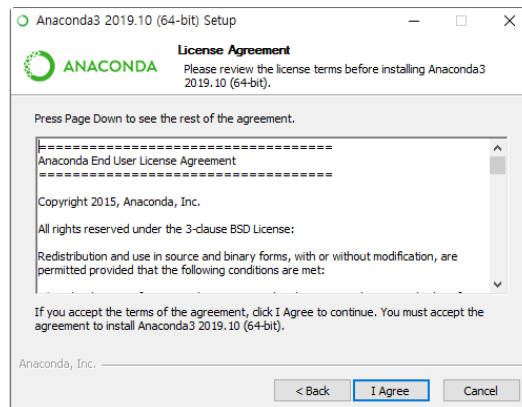 Anaconda3 2019.10 (64-bit) Setup
ANACONDA
License Agreement
Please review the license terms before installing Anaconda3
2019.10 (64-bit).
Press Page Down to see the rest of the agreement.
===================================
Anaconda End User License Agreement
===================================
Copyright 2015, Anaconda, Inc.
All rights reserved under the 3-clause BSD License:
Redistribution and use in source and binary forms, with or without modification, are
permitted provided that the following conditions are met:
If you accept the terms of the agreement, click I Agree to continue. You must accept the
agreement to install Anaconda3 2019.10 (64-bit).
Anaconda, Inc.
< Back
I Agree
Cancel